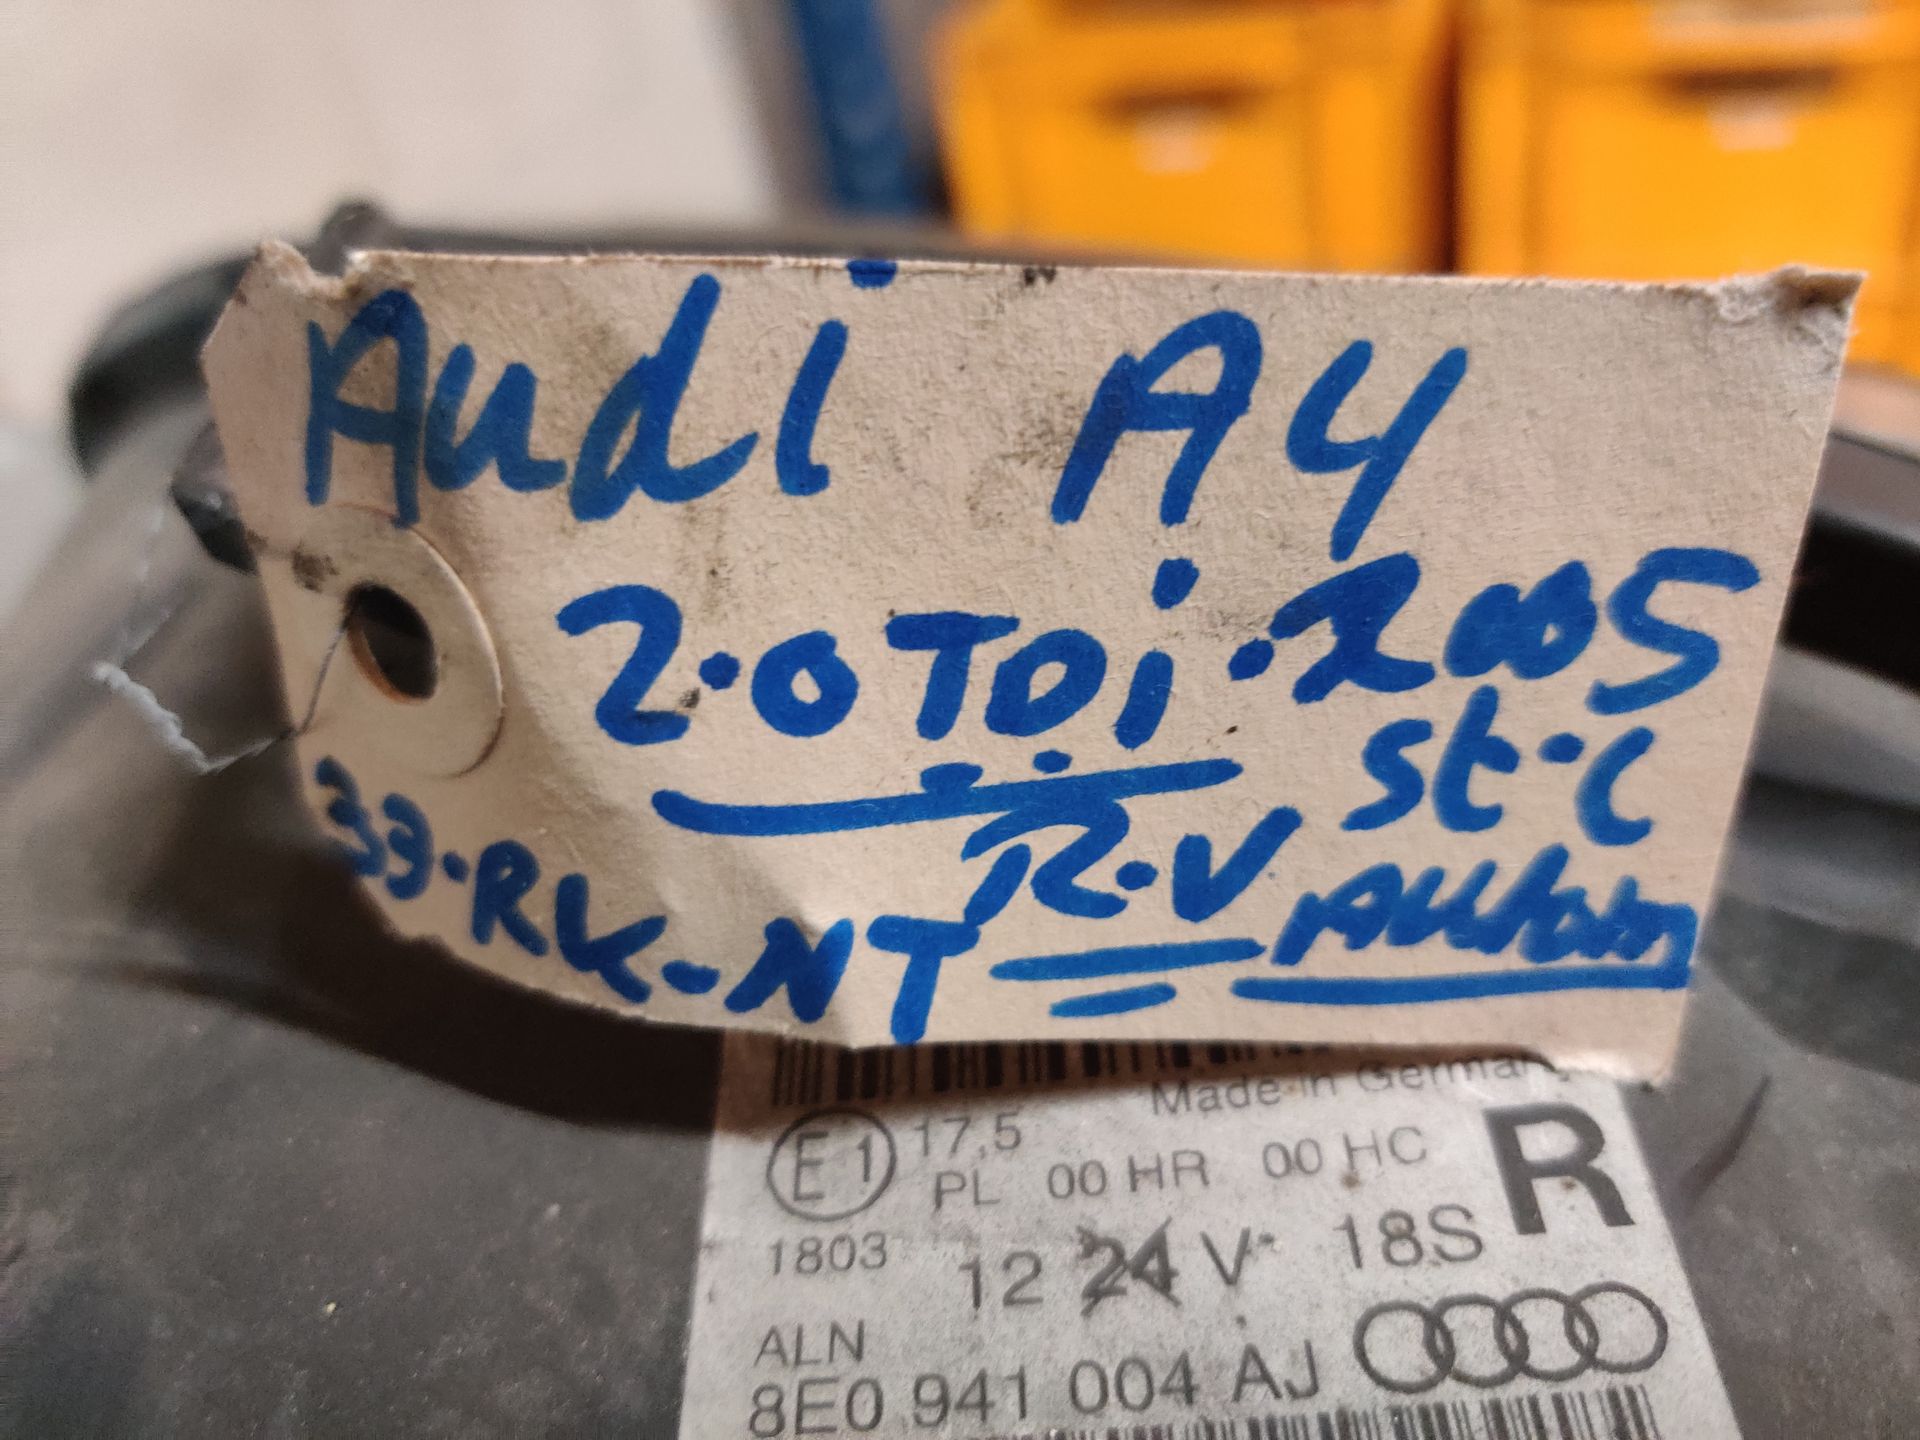 Audi A4
2.0 TDi . 2005
st.c
R.V
33-RK-NT
Made in Germany
E1 17,5
PL 00 HR 00 HC R
1803 12 24 V 18S
ALN
8E0 941 004 AJ